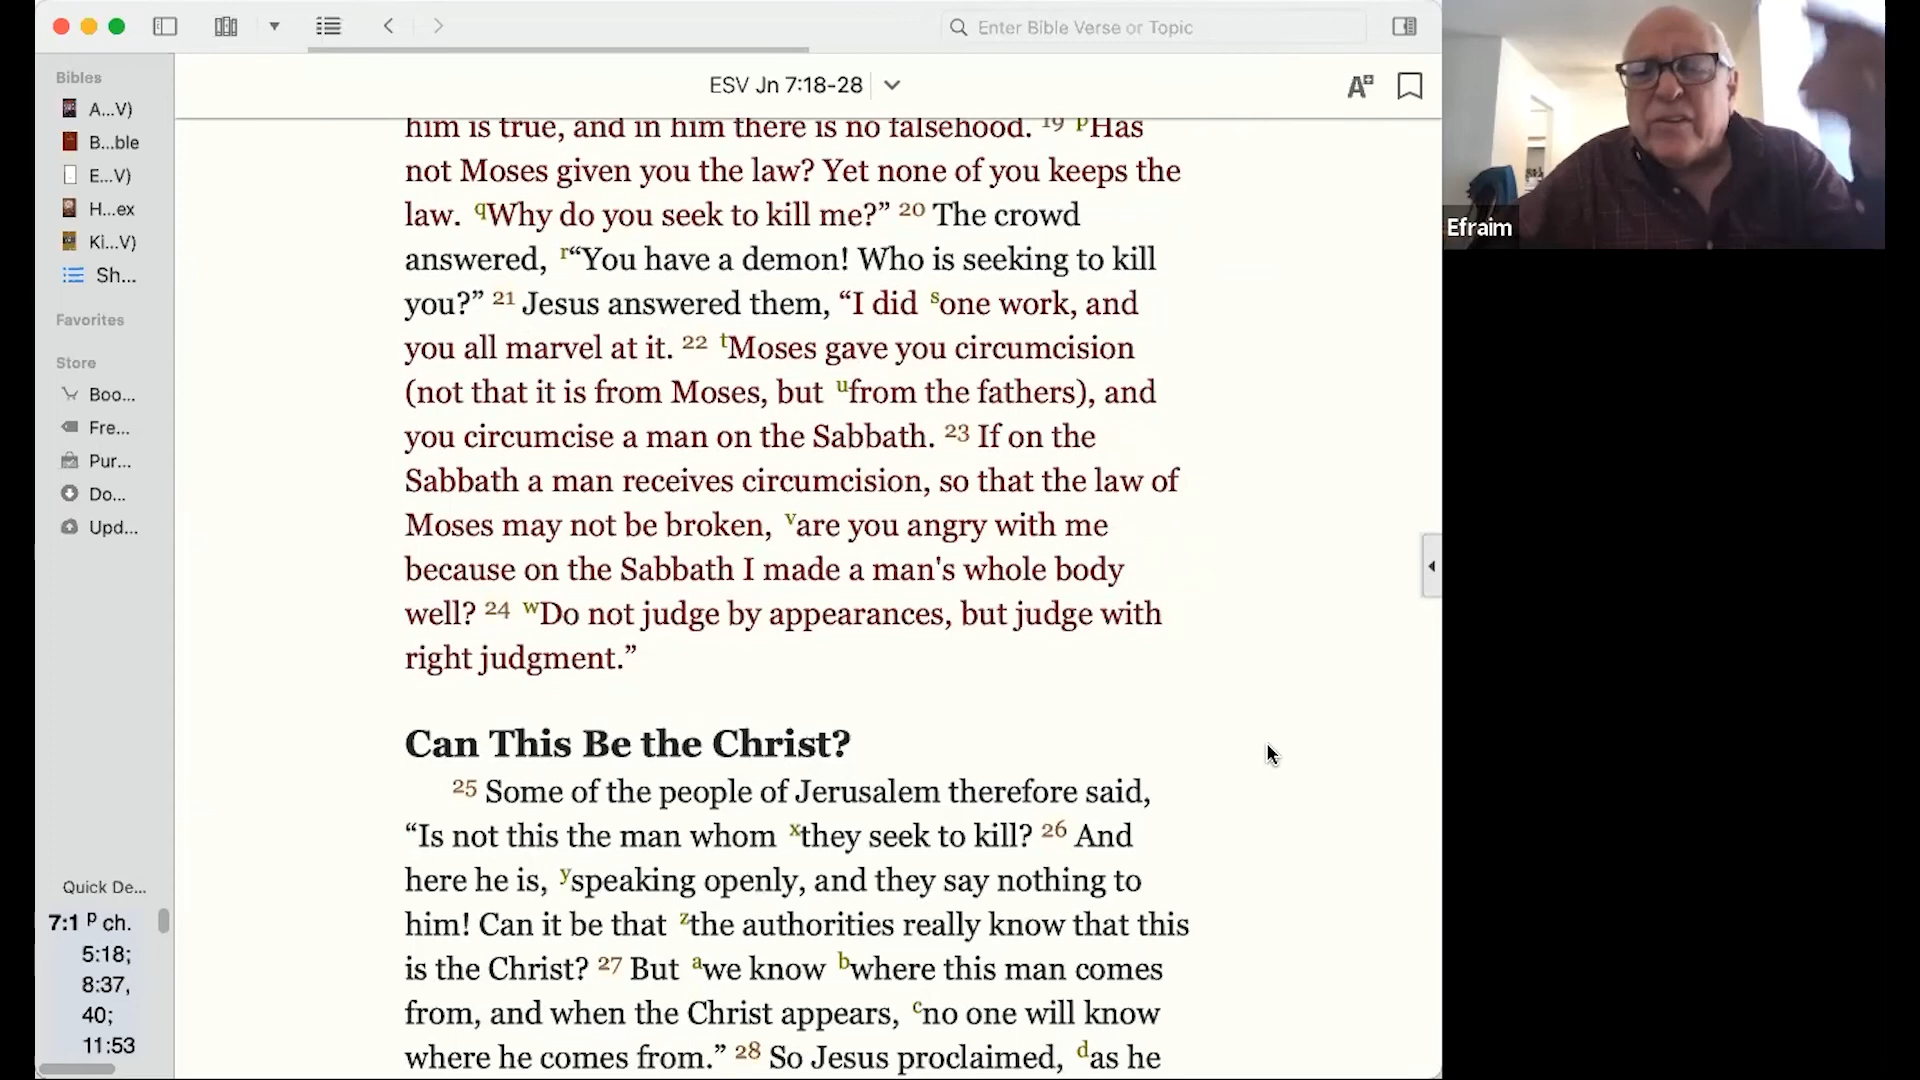 Enter Bible Verse or Topic
ESV Jn 7:18-28
A
Bibles
A...V)
B...ble
E...V)
H...ex
Ki...V)
Sh...
Favorites
Store
Boo...
Fre...
Pur...
Do...
Upd...
Quick De...
7:1 p ch.
5:18;
8:37,
40;
11:53
him is true, and in him there is no falsehood. 19 pHas
not Moses given you the law? Yet none of you keeps the
law. qWhy do you seek to kill me?” 20 The crowd
answered, r“You have a demon! Who is seeking to kill
you?” 21 Jesus answered them, “I did sone work, and
you all marvel at it. 22 tMoses gave you circumcision
(not that it is from Moses, but ufrom the fathers), and
you circumcise a man on the Sabbath. 23 If on the
Sabbath a man receives circumcision, so that the law of
Moses may not be broken, vare you angry with me
because on the Sabbath I made a man's whole body
well? 24 wDo not judge by appearances, but judge with
right judgment.”
Can This Be the Christ?
25 Some of the people of Jerusalem therefore said,
“Is not this the man whom xthey seek to kill? 26 And
here he is, yspeaking openly, and they say nothing to
him! Can it be that zthe authorities really know that this
is the Christ? 27 But awe know bwhere this man comes
from, and when the Christ appears, cno one will know
where he comes from.” 28 So Jesus proclaimed, das he
Efraim